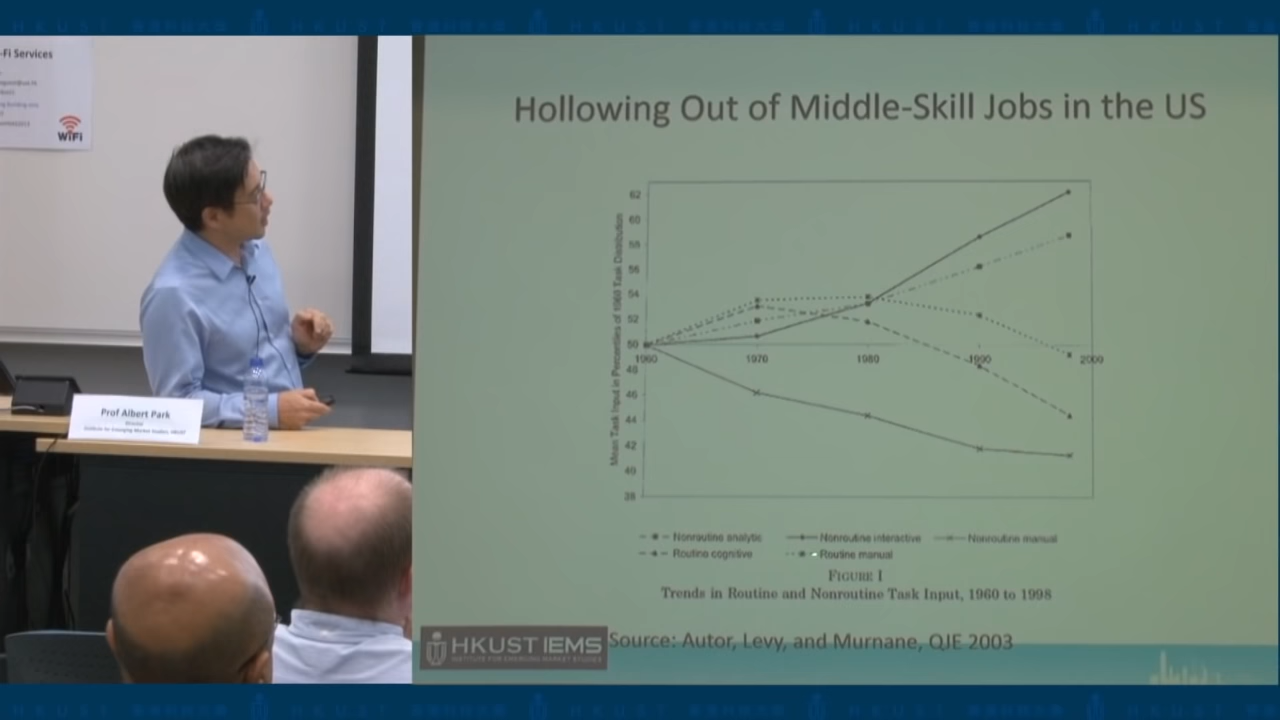 -Fi Services
WiFi
Prof Albert Park
Director
Institute for Emerging Market Studies, HKUST
Hollowing Out of Middle-Skill Jobs in the US
Mean Task Input in Percentiles of 1960 Task Distribution
62
60
58
56
54
52
50
48
46
44
42
40
38
1960 1970 1980 1990 2000
Nonroutine analytic Nonroutine interactive Nonroutine manual
Routine cognitive Routine manual
FIGURE I
Trends in Routine and Nonroutine Task Input, 1960 to 1998
HKUST IEMS
INSTITUTE FOR EMERGING MARKET STUDIES
Source: Autor, Levy, and Murnane, QJE 2003